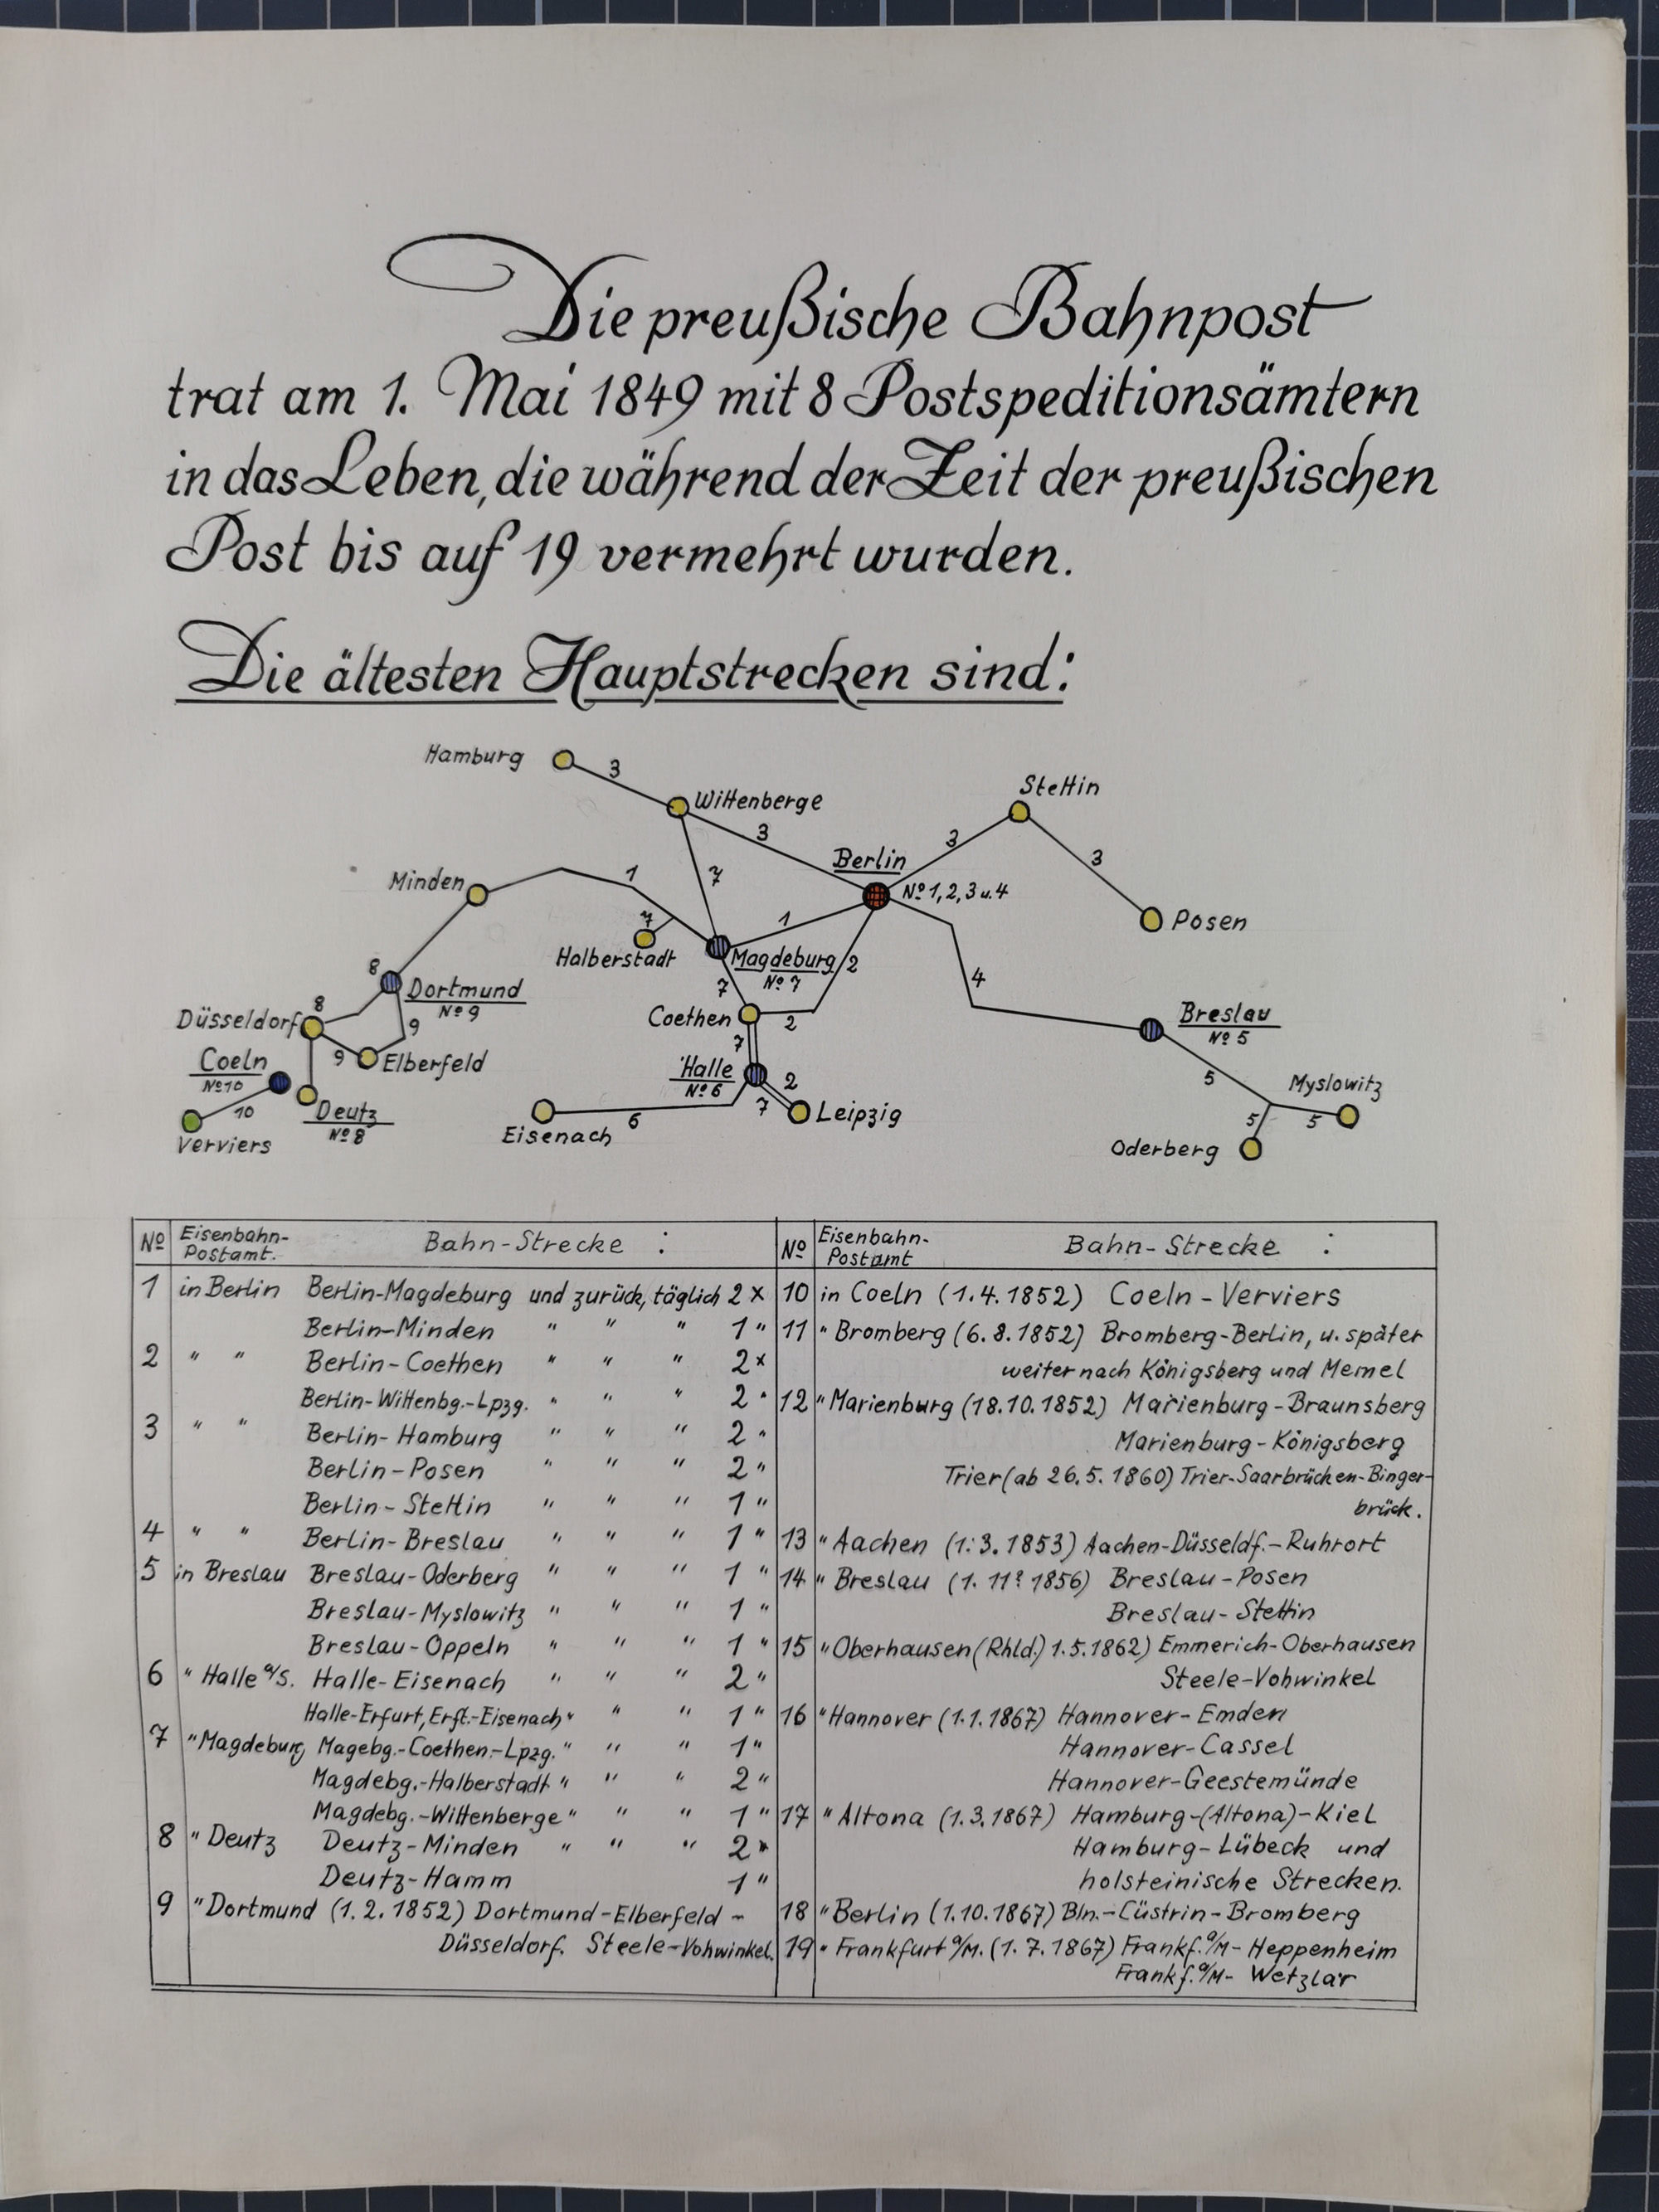 Die preußische Bahnpost
trat am 1. Mai 1849 mit 8 Postspeditionsämtern
in das Leben, die während der Zeit der preußischen
Post bis auf 19 vermehrt wurden.
Die ältesten Hauptstrecken sind:
Hamburg
3
Wittenberge
Stettin
3
3
3
Berlin
Nº 1, 2, 3 u. 4
Minden
1
7
7
1
Posen
Halberstadt
Magdeburg
Nº 7
2
4
8
Dortmund
Nº 9
7
Düsseldorf
8
9
Coethen
2
Breslau
Nº 5
9
Elberfeld
7
Coeln
Nº 10
Halle
Nº 6
2
5
Myslowitz
10
Deutz
Nº 8
7
Leipzig
6
5
5
Verviers
Eisenach
Oderberg
Nº Eisenbahn-Postamt. Bahn-Strecke :
1 in Berlin Berlin-Magdeburg und zurück, täglich 2 x
Berlin-Minden " " " 1 "
2 " " Berlin-Coethen " " " 2 x
Berlin-Wittenbg.-Lpzg. " " " 2 "
3 " " Berlin-Hamburg " " " 2 "
Berlin-Posen " " " 2 "
Berlin-Stettin " " " 1 "
4 " " Berlin-Breslau " " " 1 "
5 in Breslau Breslau-Oderberg " " " 1 "
Breslau-Myslowitz " " " 1 "
Breslau-Oppeln " " " 1 "
6 " Halle a/S. Halle-Eisenach " " " 2 "
Halle-Erfurt, Erft.-Eisenach " " " 1 "
7 " Magdeburg Magebg.-Coethen.-Lpzg. " " " 1 "
Magdebg.-Halberstadt " " " 2 "
Magdebg.-Wittenberge " " " 1 "
8 " Deutz Deutz-Minden " " " 2 "
Deutz-Hamm 1 "
9 " Dortmund (1.2.1852) Dortmund-Elberfeld -
Düsseldorf. Steele-Vohwinkel.
Nº Eisenbahn-Postamt Bahn-Strecke :
10 in Coeln (1.4.1852) Coeln-Verviers
11 " Bromberg (6.8.1852) Bromberg-Berlin, u. später
weiter nach Königsberg und Memel
12 " Marienburg (18.10.1852) Marienburg-Braunsberg
Marienburg-Königsberg
Trier (ab 26.5.1860) Trier-Saarbrücken-Binger-
brück.
13 " Aachen (1.3.1853) Aachen-Düsseldf.-Ruhrort
14 " Breslau (1.11? 1856) Breslau-Posen
Breslau-Stettin
15 " Oberhausen (Rhld.) 1.5.1862) Emmerich-Oberhausen
Steele-Vohwinkel
16 " Hannover (1.1.1867) Hannover-Emden
Hannover-Cassel
Hannover-Geestemünde
17 " Altona (1.3.1867) Hamburg-(Altona)-Kiel
Hamburg-Lübeck und
holsteinische Strecken.
18 " Berlin (1.10.1867) Bln.-Cüstrin-Bromberg
19 " Frankfurt a/M. (1.7.1867) Frankf. a/M-Heppenheim
Frankf. a/M-Wetzlar